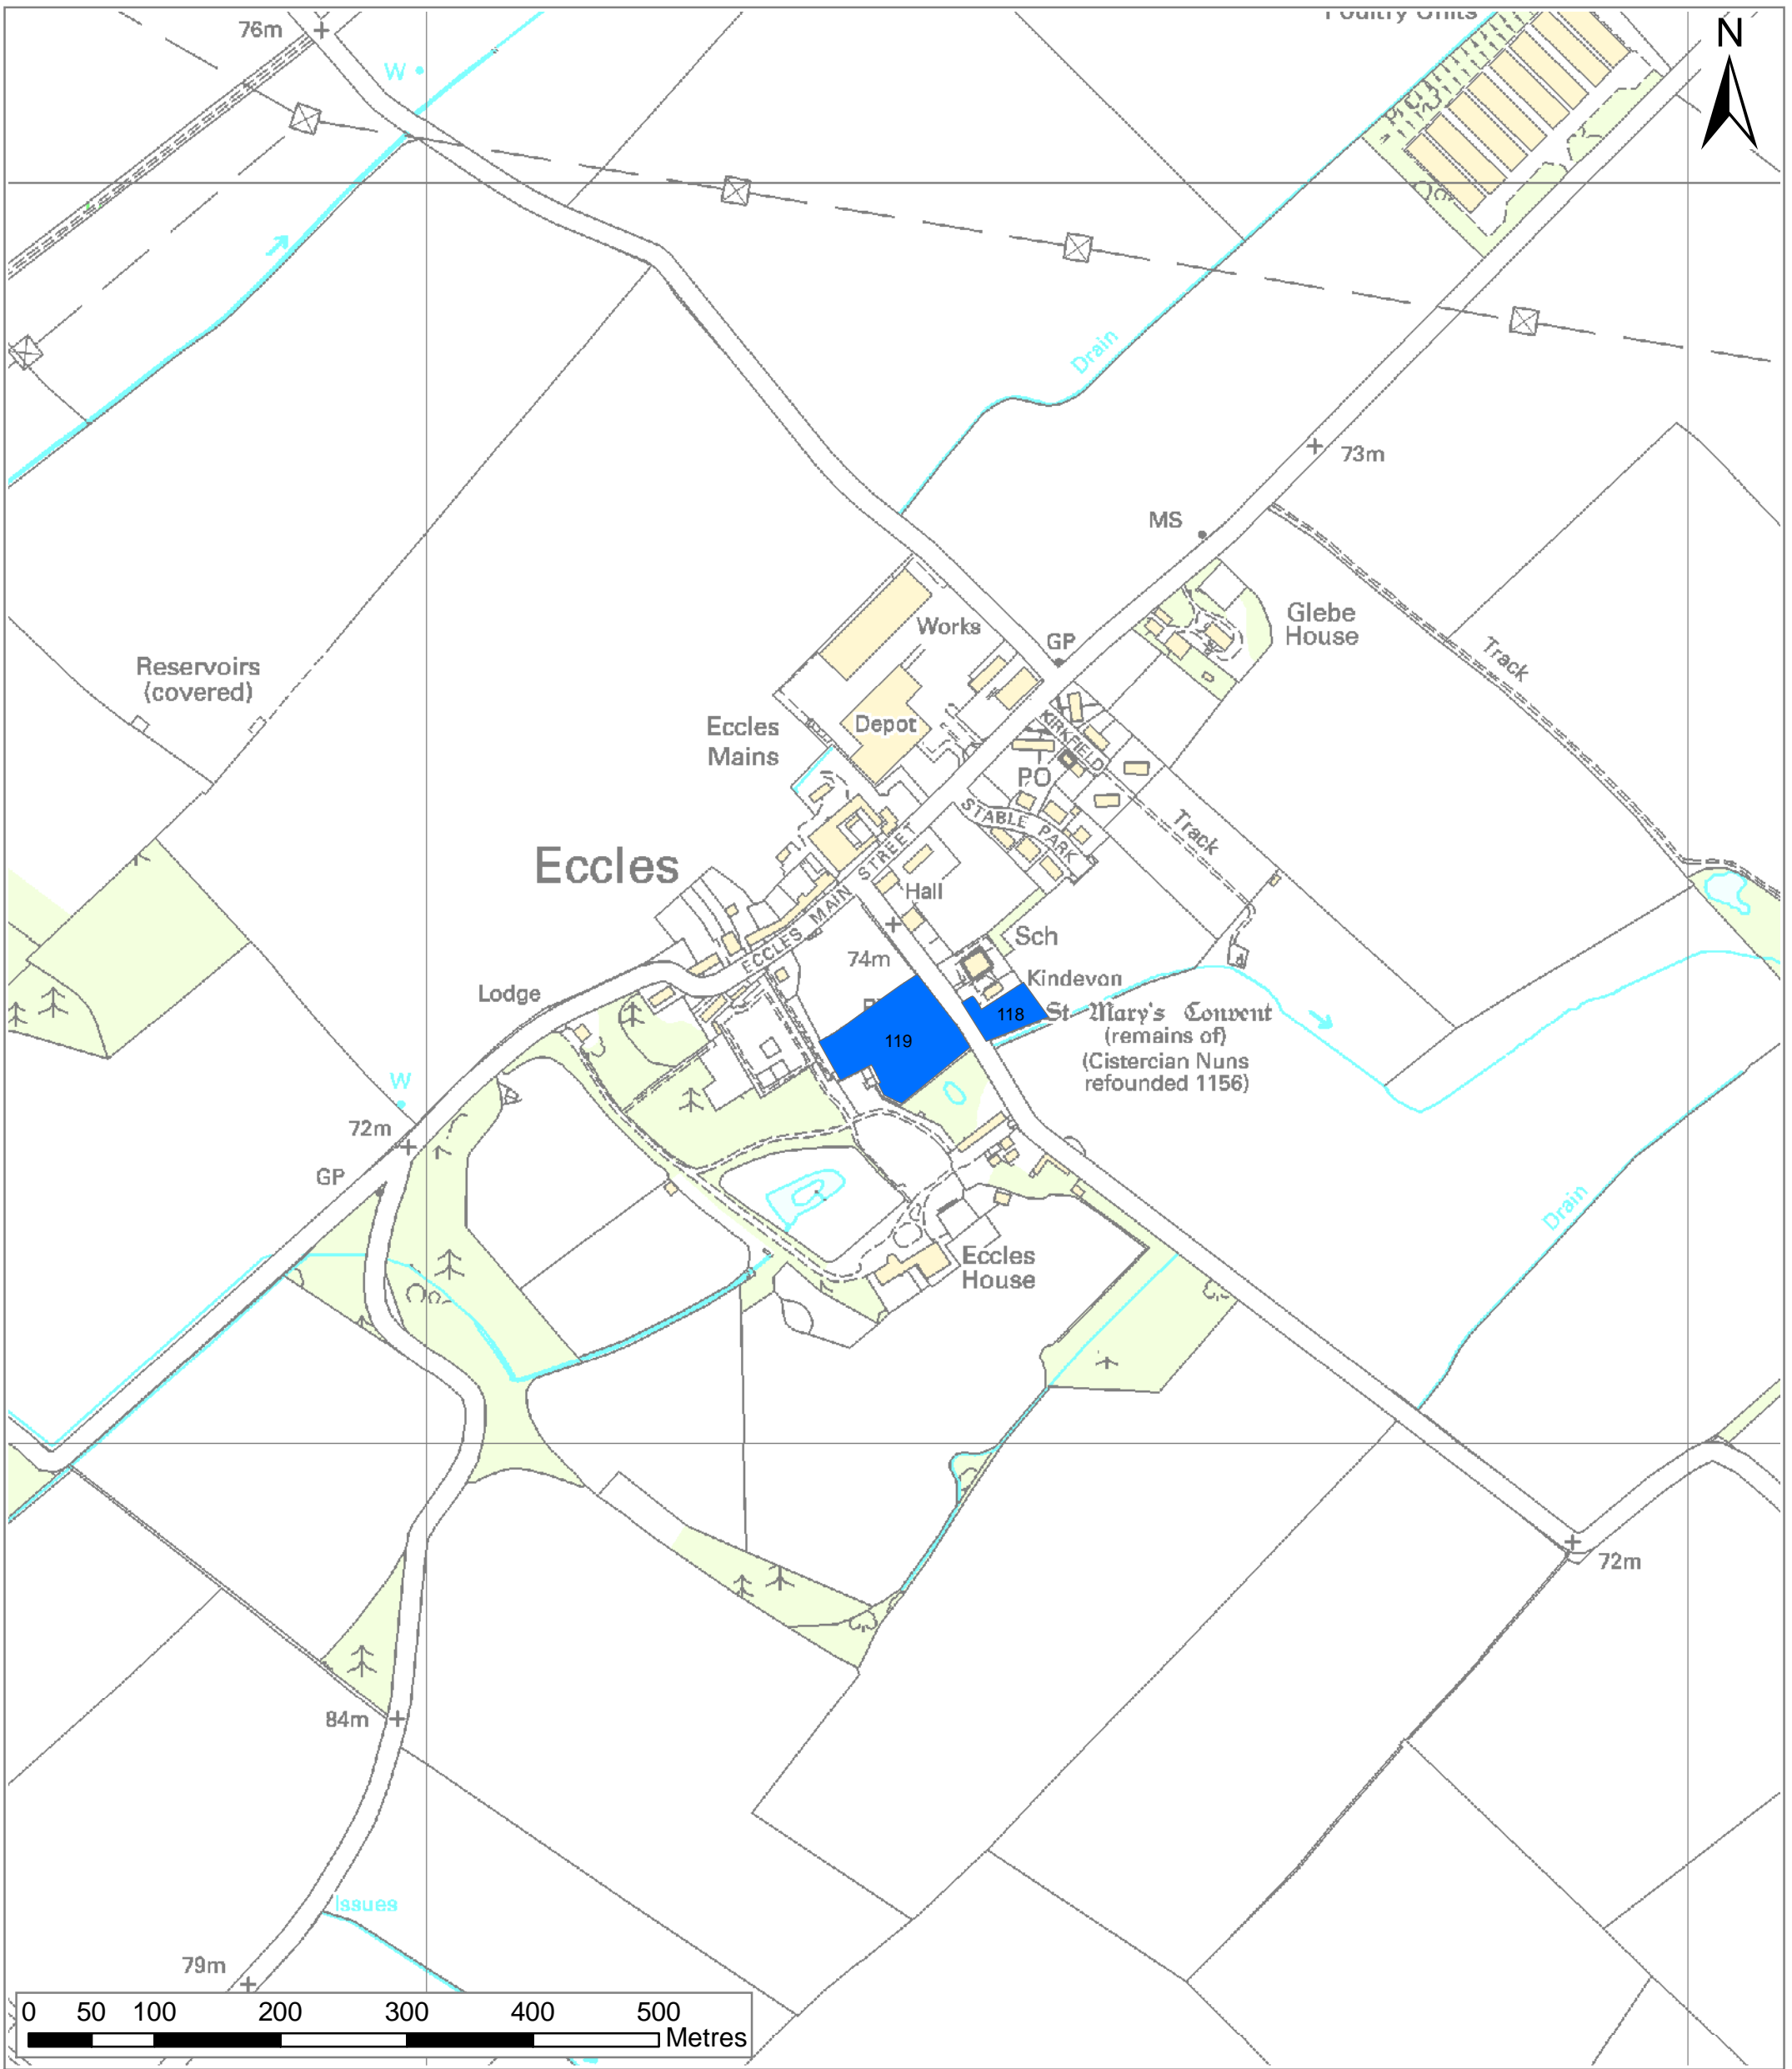 76m
W
Poultry Units
N
Drain
73m
MS
Glebe
House
Works
GP
Track
Reservoirs
(covered)
Eccles
Mains
Depot
KIRKFIELD
PO
STABLE PARK
Track
Eccles
ECCLES MAIN STREET
Hall
Sch
74m
Kindevon
Lodge
118
St Mary's Convent
(remains of)
(Cistercian Nuns
refounded 1156)
119
W
72m
GP
Drain
Eccles
House
72m
84m
Issues
79m
0 50 100 200 300 400 500
Metres